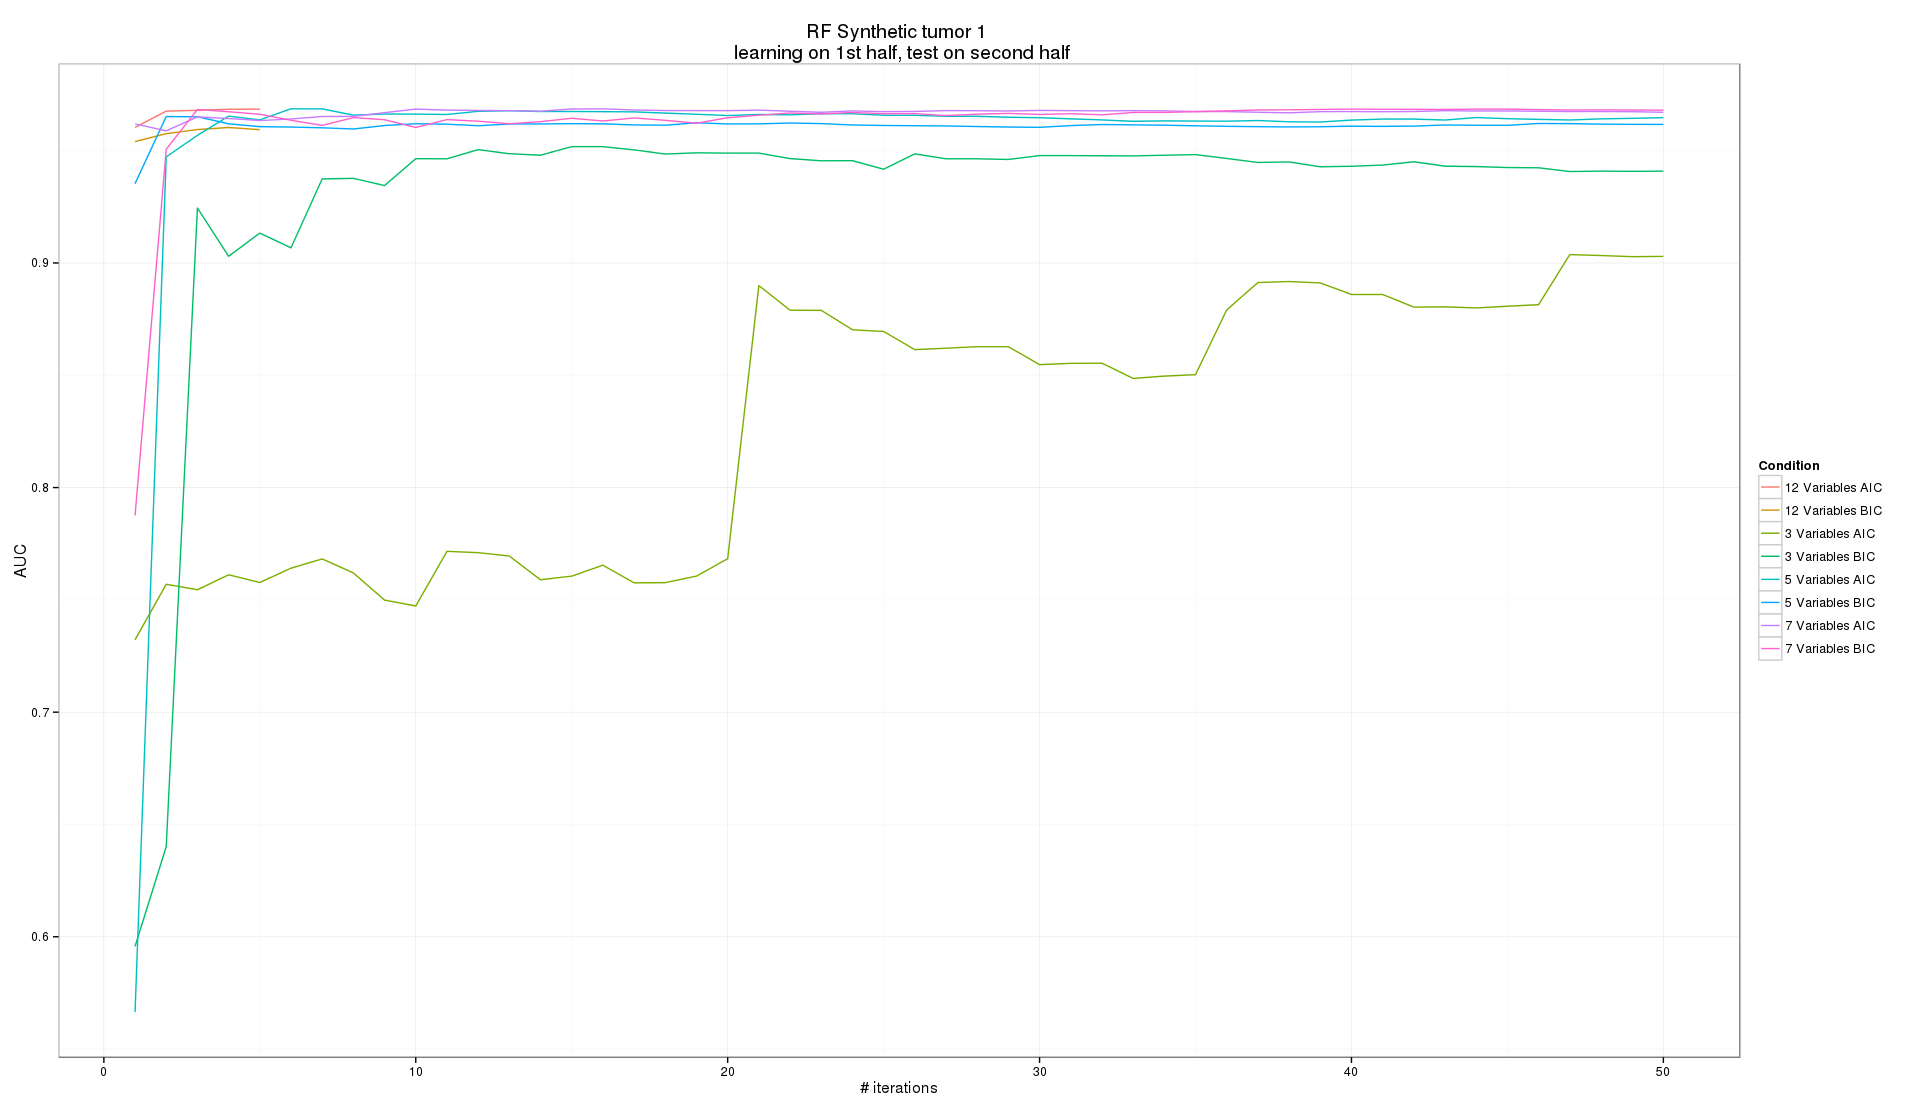 RF Synthetic tumor 1
learning on 1st half, test on second half
AUC
0.9
0.8
0.7
0.6
0
10
20
30
40
50
# iterations
Condition
12 Variables AIC
12 Variables BIC
3 Variables AIC
3 Variables BIC
5 Variables AIC
5 Variables BIC
7 Variables AIC
7 Variables BIC